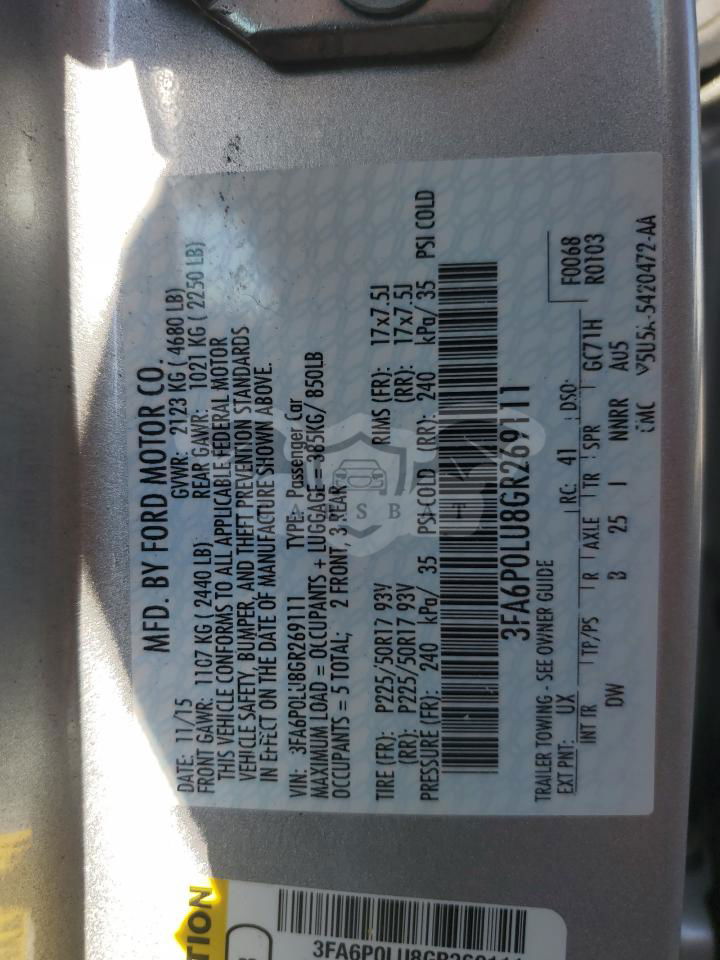 MFD. BY FORD MOTOR CO.
DATE: 11/15 GVWR: 2123 KG ( 4680 LB)
FRONT GAWR: 1107 KG ( 2440 LB) REAR GAWR: 1021 KG ( 2250 LB)
THIS VEHICLE CONFORMS TO ALL APPLICABLE FEDERAL MOTOR
VEHICLE SAFETY, BUMPER, AND THEFT PREVENTION STANDARDS
IN EFFECT ON THE DATE OF MANUFACTURE SHOWN ABOVE.
VIN: 3FA6P0LU8GR269111 TYPE: Passenger Car
MAXIMUM LOAD = OCCUPANTS + LUGGAGE = 385KG/ 850LB
OCCUPANTS = 5 TOTAL; 2 FRONT, 3 REAR
TIRE (FR): P225/50R17 93V RIMS (FR): 17x7.5J
(RR): P225/50R17 93V (RR): 17x7.5J
PRESSURE (FR): 240 kPa/ 35 PSI COLD (RR): 240 kPa/ 35 PSI COLD
3FA6P0LU8GR269111
TRAILER TOWING - SEE OWNER GUIDE F0068
EXT PNT: UX RC: 41 DSO: GC71H R0103
INT TR TP/PS R AXLE TR SPR AU5
DW B 25 I NNRR
5U5A-5420472-AA
TION
3FA6P0LU8GR269111